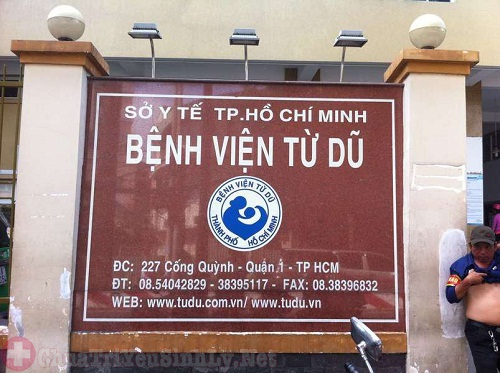 SỞ Y TẾ TP.HỒ CHÍ MINH
BỆNH VIỆN TỪ DŨ
BỆNH VIỆN TỪ DŨ
THÀNH PHỐ HỒ CHÍ MINH
ĐC: 227 Cống Quỳnh - Quận 1 - TP HCM
ĐT: 08.54042829 - 38395117 - FAX: 08.38396832
WEB: www.tudu.com.vn/ www.tudu.vn